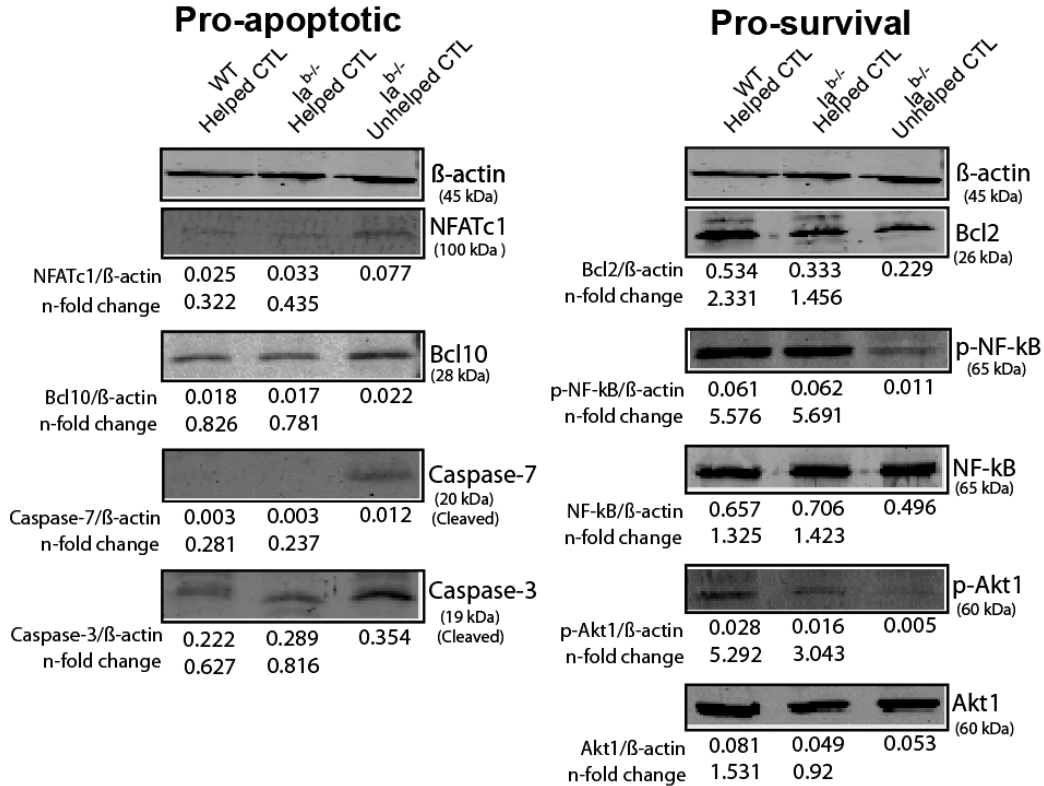 Pro-apoptotic
WT
Helped CTL
Ia b-/-
Helped CTL
Ia b-/-
Unhelped CTL
ß-actin
(45 kDa)
NFATc1
(100 kDa )
NFATc1/ß-actin 0.025 0.033 0.077
n-fold change 0.322 0.435
Bcl10
(28 kDa)
Bcl10/ß-actin 0.018 0.017 0.022
n-fold change 0.826 0.781
Caspase-7
(20 kDa)
(Cleaved)
Caspase-7/ß-actin 0.003 0.003 0.012
n-fold change 0.281 0.237
Caspase-3
(19 kDa)
(Cleaved)
Caspase-3/ß-actin 0.222 0.289 0.354
n-fold change 0.627 0.816
Pro-survival
WT
Helped CTL
Ia b-/-
Helped CTL
Ia b-/-
Unhelped CTL
ß-actin
(45 kDa)
Bcl2
(26 kDa)
Bcl2/ß-actin 0.534 0.333 0.229
n-fold change 2.331 1.456
p-NF-kB
(65 kDa)
p-NF-kB/ß-actin 0.061 0.062 0.011
n-fold change 5.576 5.691
NF-kB
(65 kDa)
NF-kB/ß-actin 0.657 0.706 0.496
n-fold change 1.325 1.423
p-Akt1
(60 kDa)
p-Akt1/ß-actin 0.028 0.016 0.005
n-fold change 5.292 3.043
Akt1
(60 kDa)
Akt1/ß-actin 0.081 0.049 0.053
n-fold change 1.531 0.92